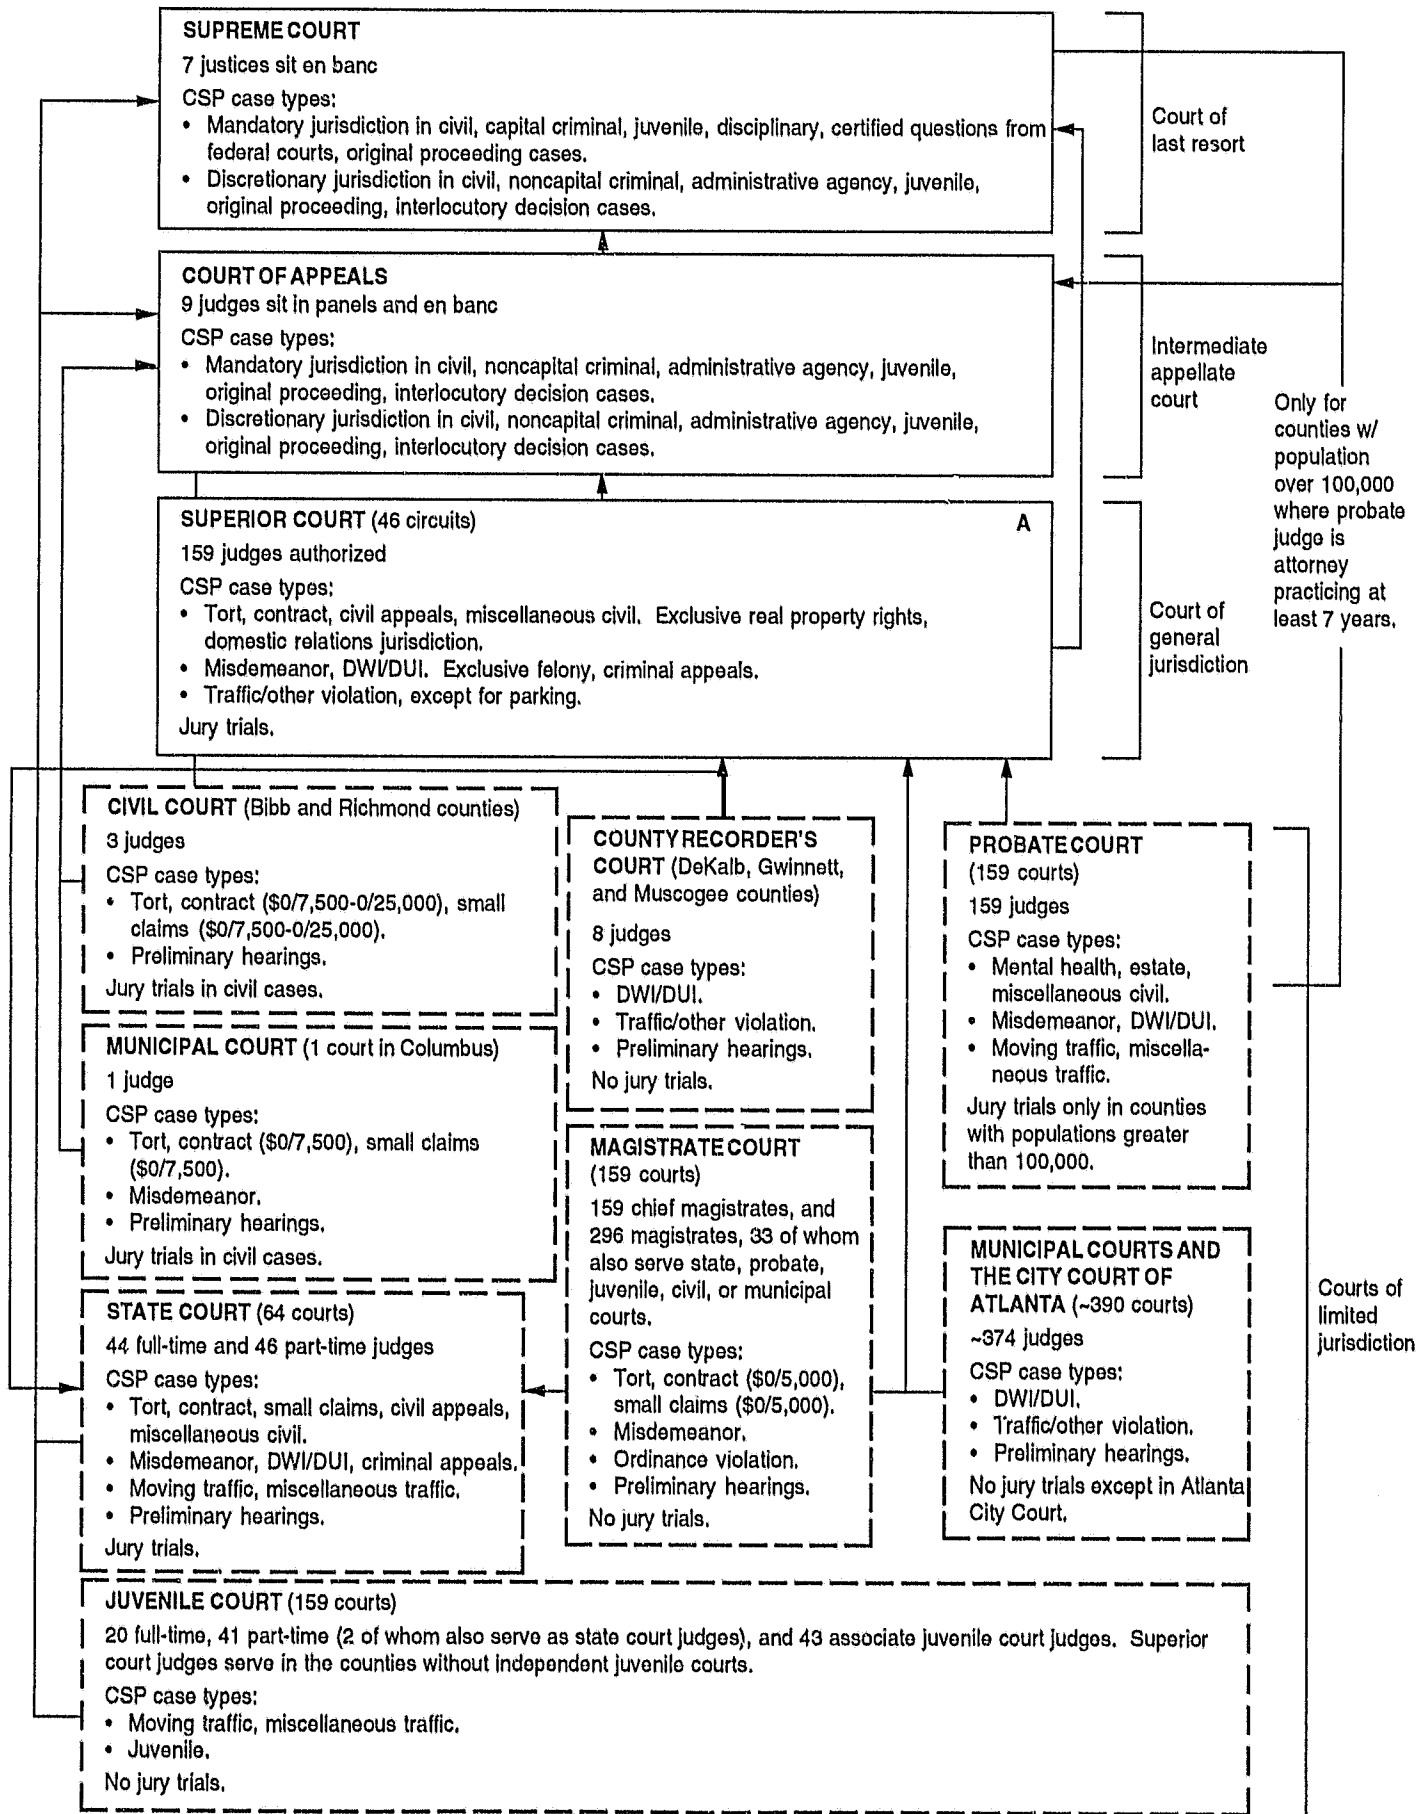 SUPREME COURT
7 justices sit en banc
CSP case types:
• Mandatory jurisdiction in civil, capital criminal, juvenile, disciplinary, certified questions from
federal courts, original proceeding cases.
• Discretionary jurisdiction in civil, noncapital criminal, administrative agency, juvenile,
original proceeding, interlocutory decision cases.
Court of
last resort
COURT OF APPEALS
9 judges sit in panels and en banc
CSP case types:
• Mandatory jurisdiction in civil, noncapital criminal, administrative agency, juvenile,
original proceeding, interlocutory decision cases.
• Discretionary jurisdiction in civil, noncapital criminal, administrative agency, juvenile,
original proceeding, interlocutory decision cases.
Intermediate
appellate
court
Only for
counties w/
population
over 100,000
where probate
judge is
attorney
practicing at
least 7 years.
SUPERIOR COURT (46 circuits) A
159 judges authorized
CSP case types:
• Tort, contract, civil appeals, miscellaneous civil. Exclusive real property rights,
domestic relations jurisdiction.
• Misdemeanor, DWI/DUI. Exclusive felony, criminal appeals.
• Traffic/other violation, except for parking.
Jury trials.
Court of
general
jurisdiction
CIVIL COURT (Bibb and Richmond counties)
3 judges
CSP case types:
• Tort, contract ($0/7,500-0/25,000), small
claims ($0/7,500-0/25,000).
• Preliminary hearings.
Jury trials in civil cases.
MUNICIPAL COURT (1 court in Columbus)
1 judge
CSP case types:
• Tort, contract ($0/7,500), small claims
($0/7,500).
• Misdemeanor.
• Preliminary hearings.
Jury trials in civil cases.
STATE COURT (64 courts)
44 full-time and 46 part-time judges
CSP case types:
• Tort, contract, small claims, civil appeals,
miscellaneous civil.
• Misdemeanor, DWI/DUI, criminal appeals.
• Moving traffic, miscellaneous traffic.
• Preliminary hearings.
Jury trials.
COUNTY RECORDER'S
COURT (DeKalb, Gwinnett,
and Muscogee counties)
8 judges
CSP case types:
• DWI/DUI.
• Traffic/other violation.
• Preliminary hearings.
No jury trials.
MAGISTRATE COURT
(159 courts)
159 chief magistrates, and
296 magistrates, 33 of whom
also serve state, probate,
juvenile, civil, or municipal
courts.
CSP case types:
• Tort, contract ($0/5,000),
small claims ($0/5,000).
• Misdemeanor.
• Ordinance violation.
• Preliminary hearings.
No jury trials.
PROBATE COURT
(159 courts)
159 judges
CSP case types:
• Mental health, estate,
miscellaneous civil.
• Misdemeanor, DWI/DUI.
• Moving traffic, miscella-
neous traffic.
Jury trials only in counties
with populations greater
than 100,000.
MUNICIPAL COURTS AND
THE CITY COURT OF
ATLANTA (~390 courts)
~374 judges
CSP case types:
• DWI/DUI.
• Traffic/other violation.
• Preliminary hearings.
No jury trials except in Atlanta
City Court.
Courts of
limited
jurisdiction
JUVENILE COURT (159 courts)
20 full-time, 41 part-time (2 of whom also serve as state court judges), and 43 associate juvenile court judges. Superior
court judges serve in the counties without independent juvenile courts.
CSP case types:
• Moving traffic, miscellaneous traffic.
• Juvenile.
No jury trials.